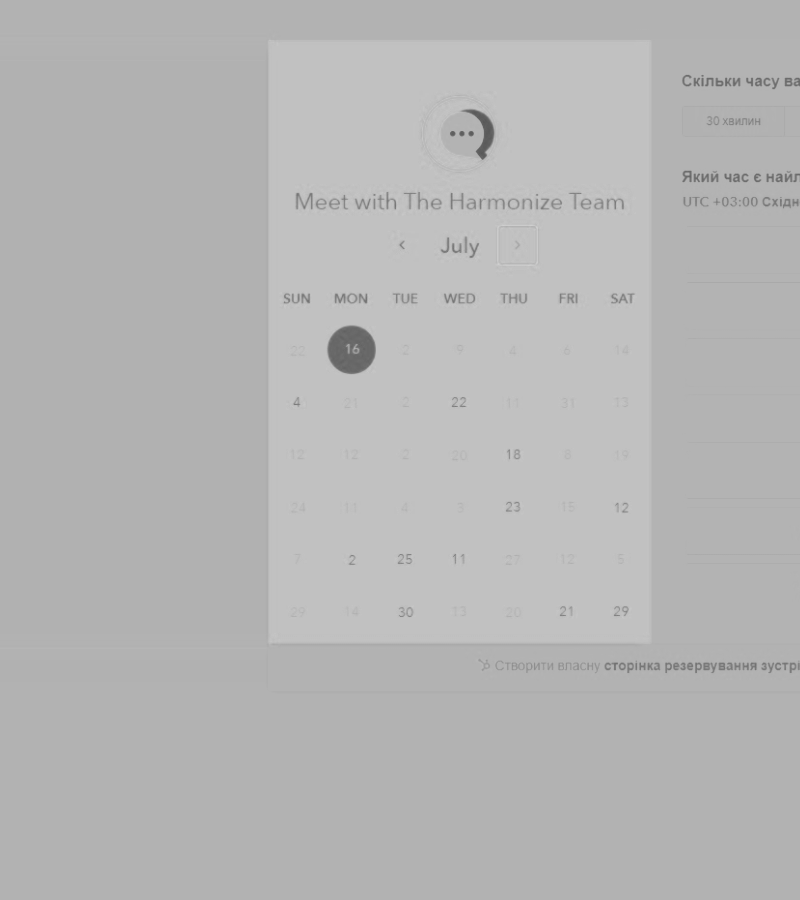 Скільки часу ва
30 хвилин
Meet with The Harmonize Team
Який час є найл
UTC +03:00 Східн
July
SUN MON TUE WED THU FRI SAT
22 16 2 9 4 6 14
4 21 2 22 11 31 13
12 12 2 20 18 8 19
24 11 4 3 23 15 12
7 2 25 11 27 12 5
29 14 30 13 20 21 29
Створити власну сторінка резервування зустрі